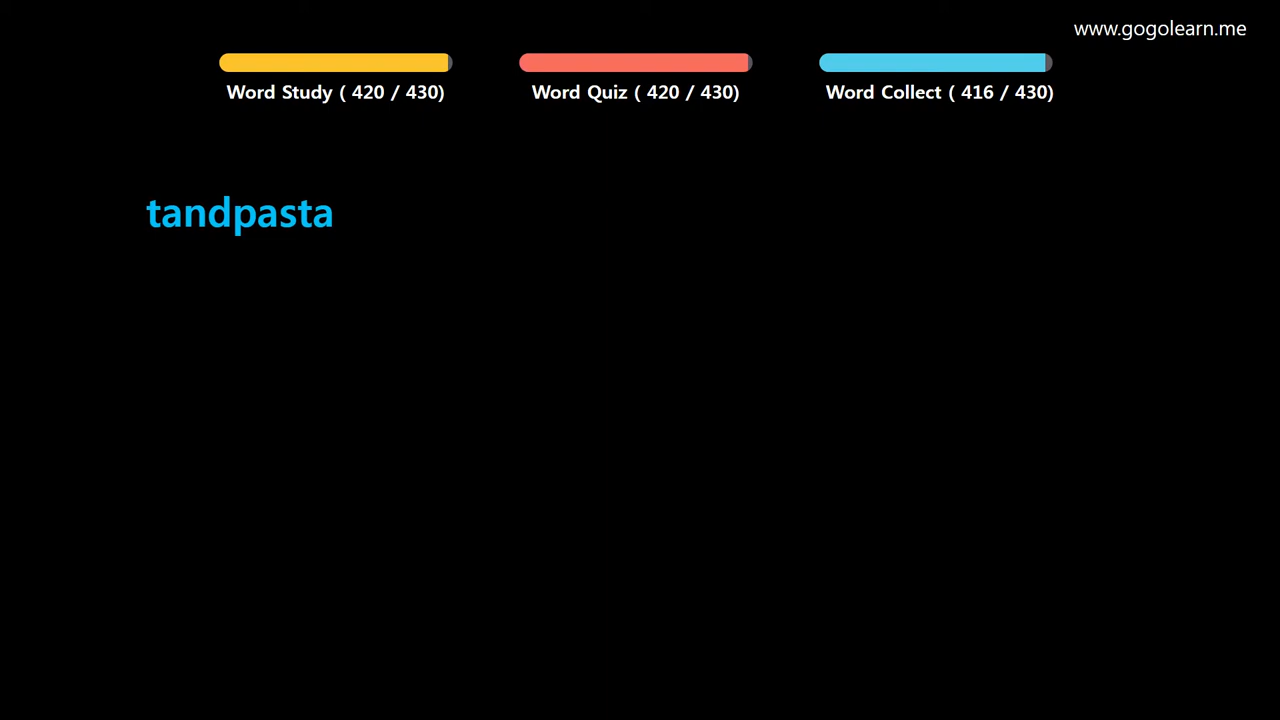 www.gogolearn.me
Word Study ( 420 / 430)
Word Quiz ( 420 / 430)
Word Collect ( 416 / 430)
tandpasta